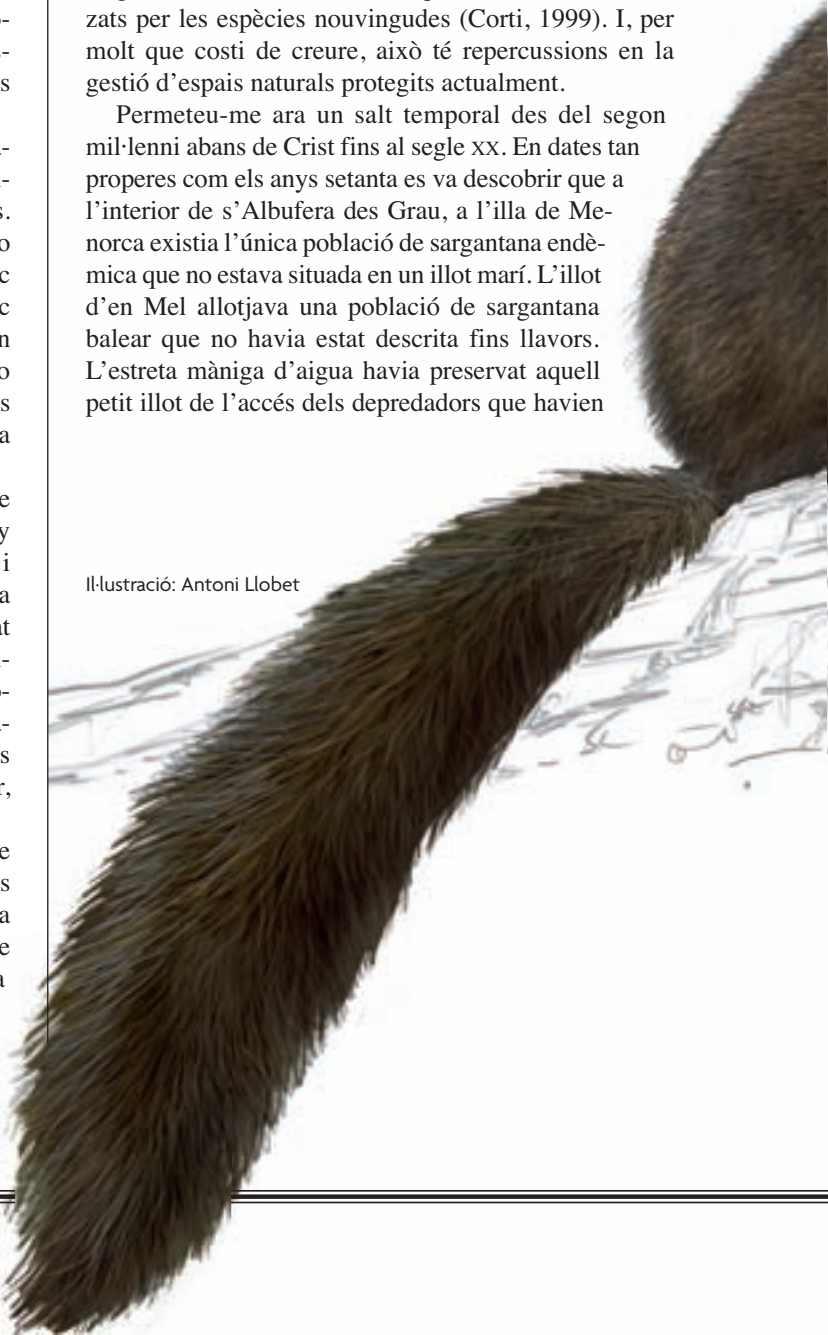 o-
s-
s
a-
i-
s.
o
c
c
n
o
s
a
e
y
i
a
at
i-
o-
a-
s
r,
e
s
a
e
a
zats per les espècies nouvingudes (Corti, 1999). I, per
molt que costi de creure, això té repercussions en la
gestió d’espais naturals protegits actualment.
Permeteu-me ara un salt temporal des del segon
mil·lenni abans de Crist fins al segle XX. En dates tan
properes com els anys setanta es va descobrir que a
l’interior de s’Albufera des Grau, a l’illa de Me-
norca existia l’única població de sargantana endè-
mica que no estava situada en un illot marí. L’illot
d’en Mel allotjava una població de sargantana
balear que no havia estat descrita fins llavors.
L’estreta màniga d’aigua havia preservat aquell
petit illot de l’accés dels depredadors que havien
Il·lustració: Antoni Llobet